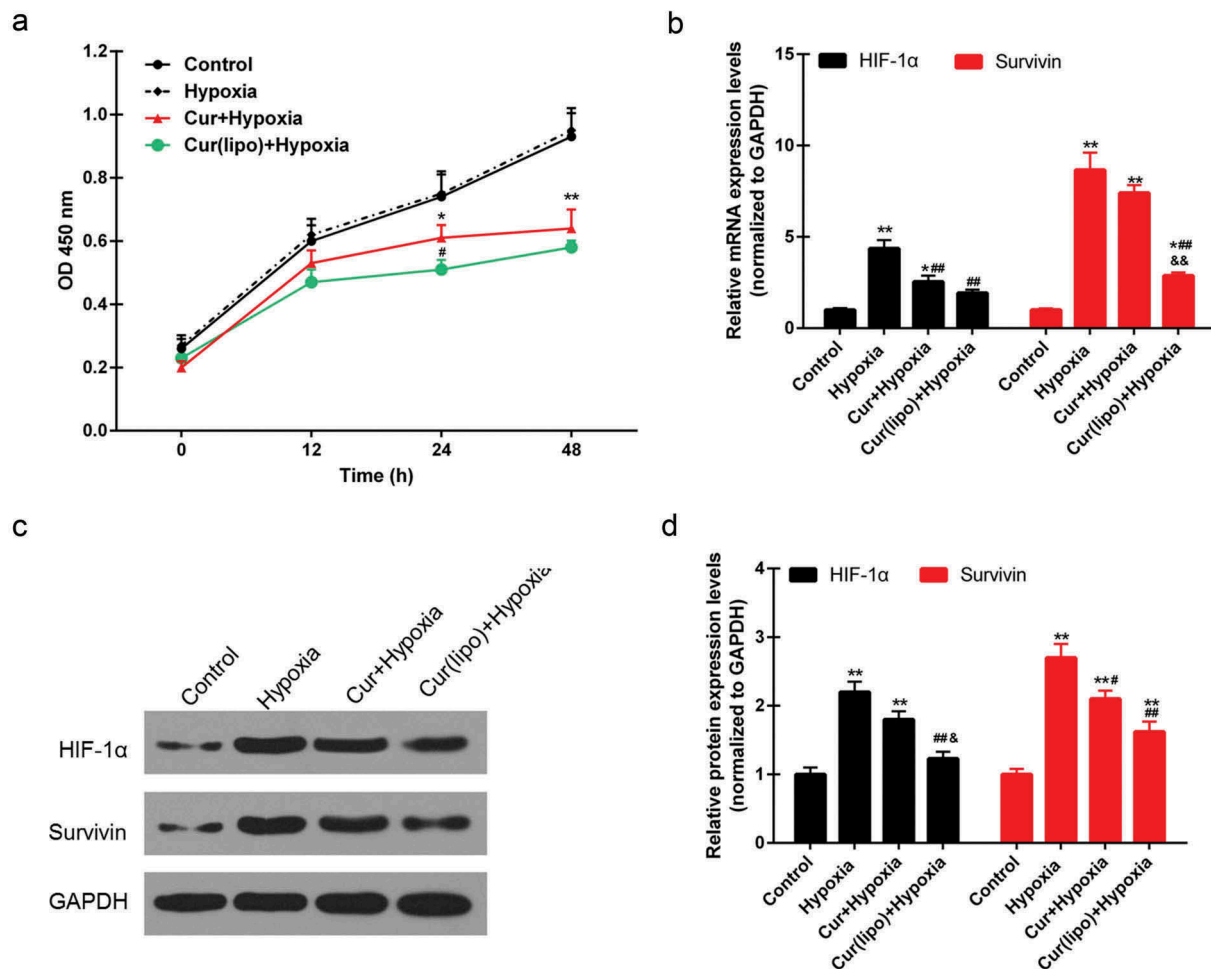 a
1.2
1.0
0.8
0.6
0.4
0.2
0.0
OD 450 nm
Control
Hypoxia
Cur+Hypoxia
Cur(lipo)+Hypoxia
*
#
**
0 12 24 48
Time (h)
b
Relative mRNA expression levels
(normalized to GAPDH)
15
10
5
0
HIF-1α Survivin
**
*##
##
**
**
*##
&&
Control Hypoxia Cur+Hypoxia Cur(lipo)+Hypoxia Control Hypoxia Cur+Hypoxia Cur(lipo)+Hypoxia
c
Control Hypoxia Cur+Hypoxia Cur(lipo)+Hypoxia
HIF-1α
Survivin
GAPDH
d
Relative protein expression levels
(normalized to GAPDH)
4
3
2
1
0
HIF-1α Survivin
**
**
##&
**
**#
**
##
Control Hypoxia Cur+Hypoxia Cur(lipo)+Hypoxia Control Hypoxia Cur+Hypoxia Cur(lipo)+Hypoxia